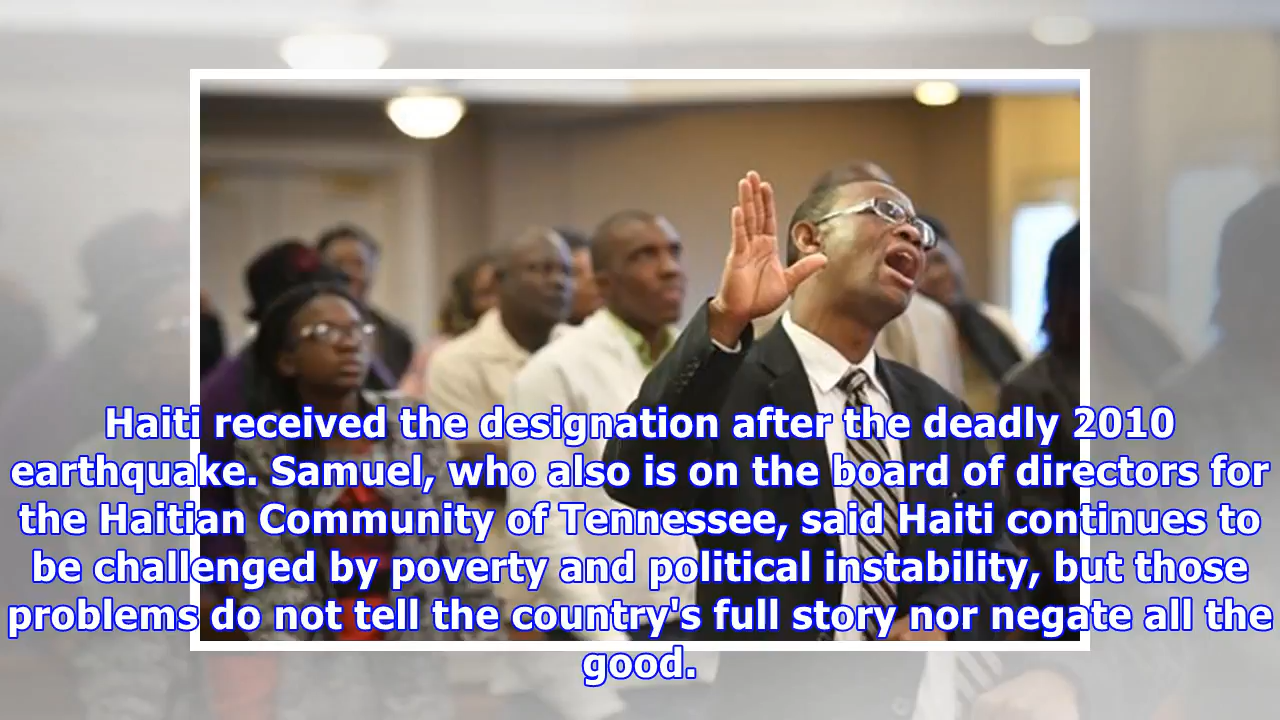 Haiti received the designation after the deadly 2010
earthquake. Samuel, who also is on the board of directors for
the Haitian Community of Tennessee, said Haiti continues to
be challenged by poverty and political instability, but those
problems do not tell the country's full story nor negate all the
good.